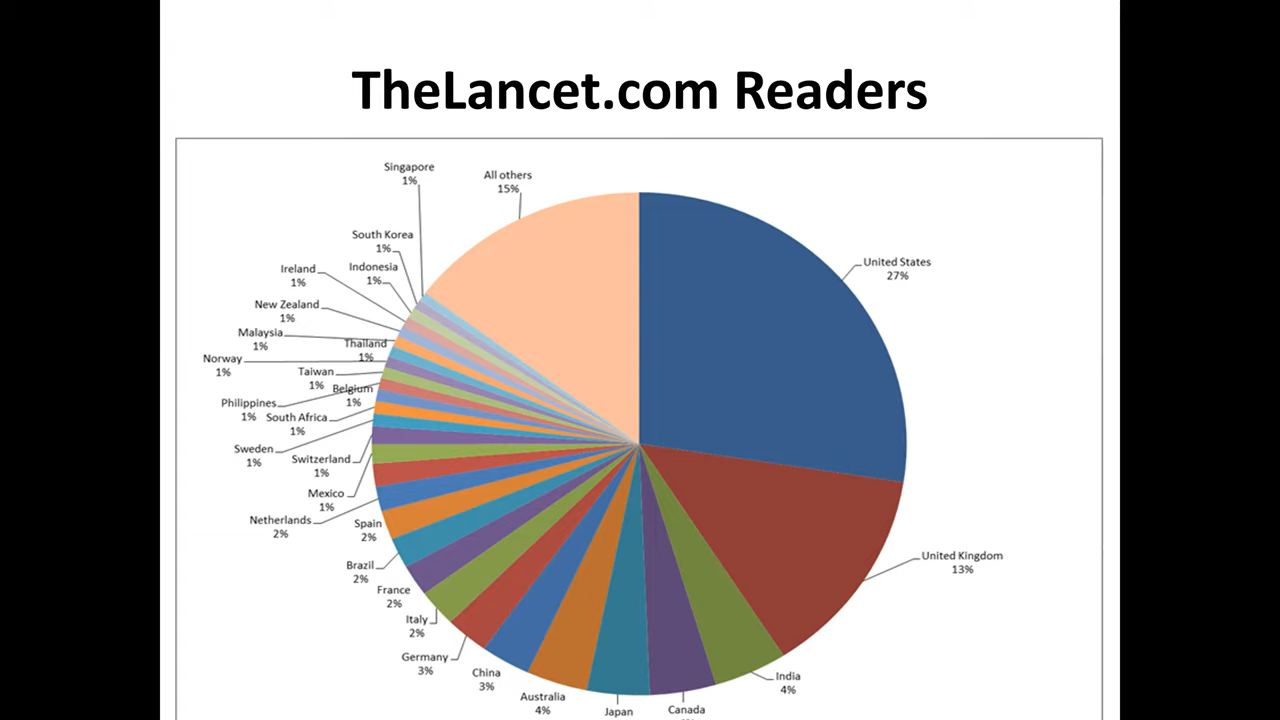 TheLancet.com Readers
Singapore
1%
All others
15%
South Korea
1%
Ireland
1%
Indonesia
1%
United States
27%
New Zealand
1%
Malaysia
1%
Thailand
1%
Norway
1%
Taiwan
1%
Belgium
1%
Philippines
1%
South Africa
1%
Sweden
1%
Switzerland
1%
Mexico
1%
Netherlands
2%
Spain
2%
Brazil
2%
France
2%
Italy
2%
Germany
3%
China
3%
Australia
4%
Japan
Canada
India
4%
United Kingdom
13%